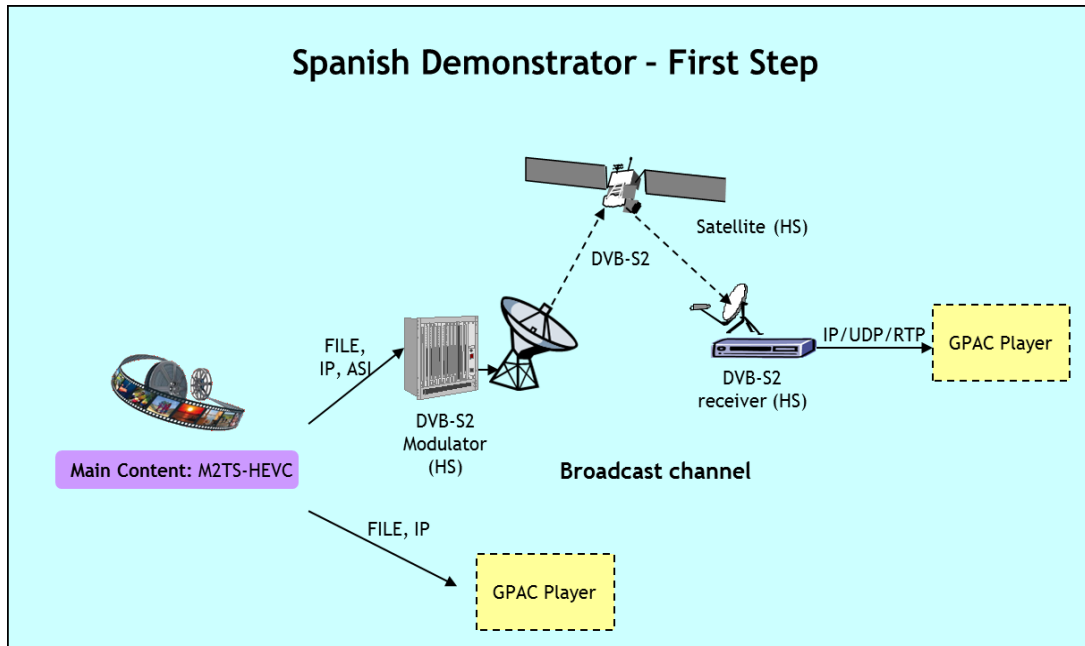 Spanish Demonstrator – First Step
Satellite (HS)
DVB-S2
FILE,
IP, ASI
IP/UDP/RTP
GPAC Player
DVB-S2
Modulator
(HS)
DVB-S2
receiver (HS)
Main Content: M2TS-HEVC
Broadcast channel
FILE, IP
GPAC Player